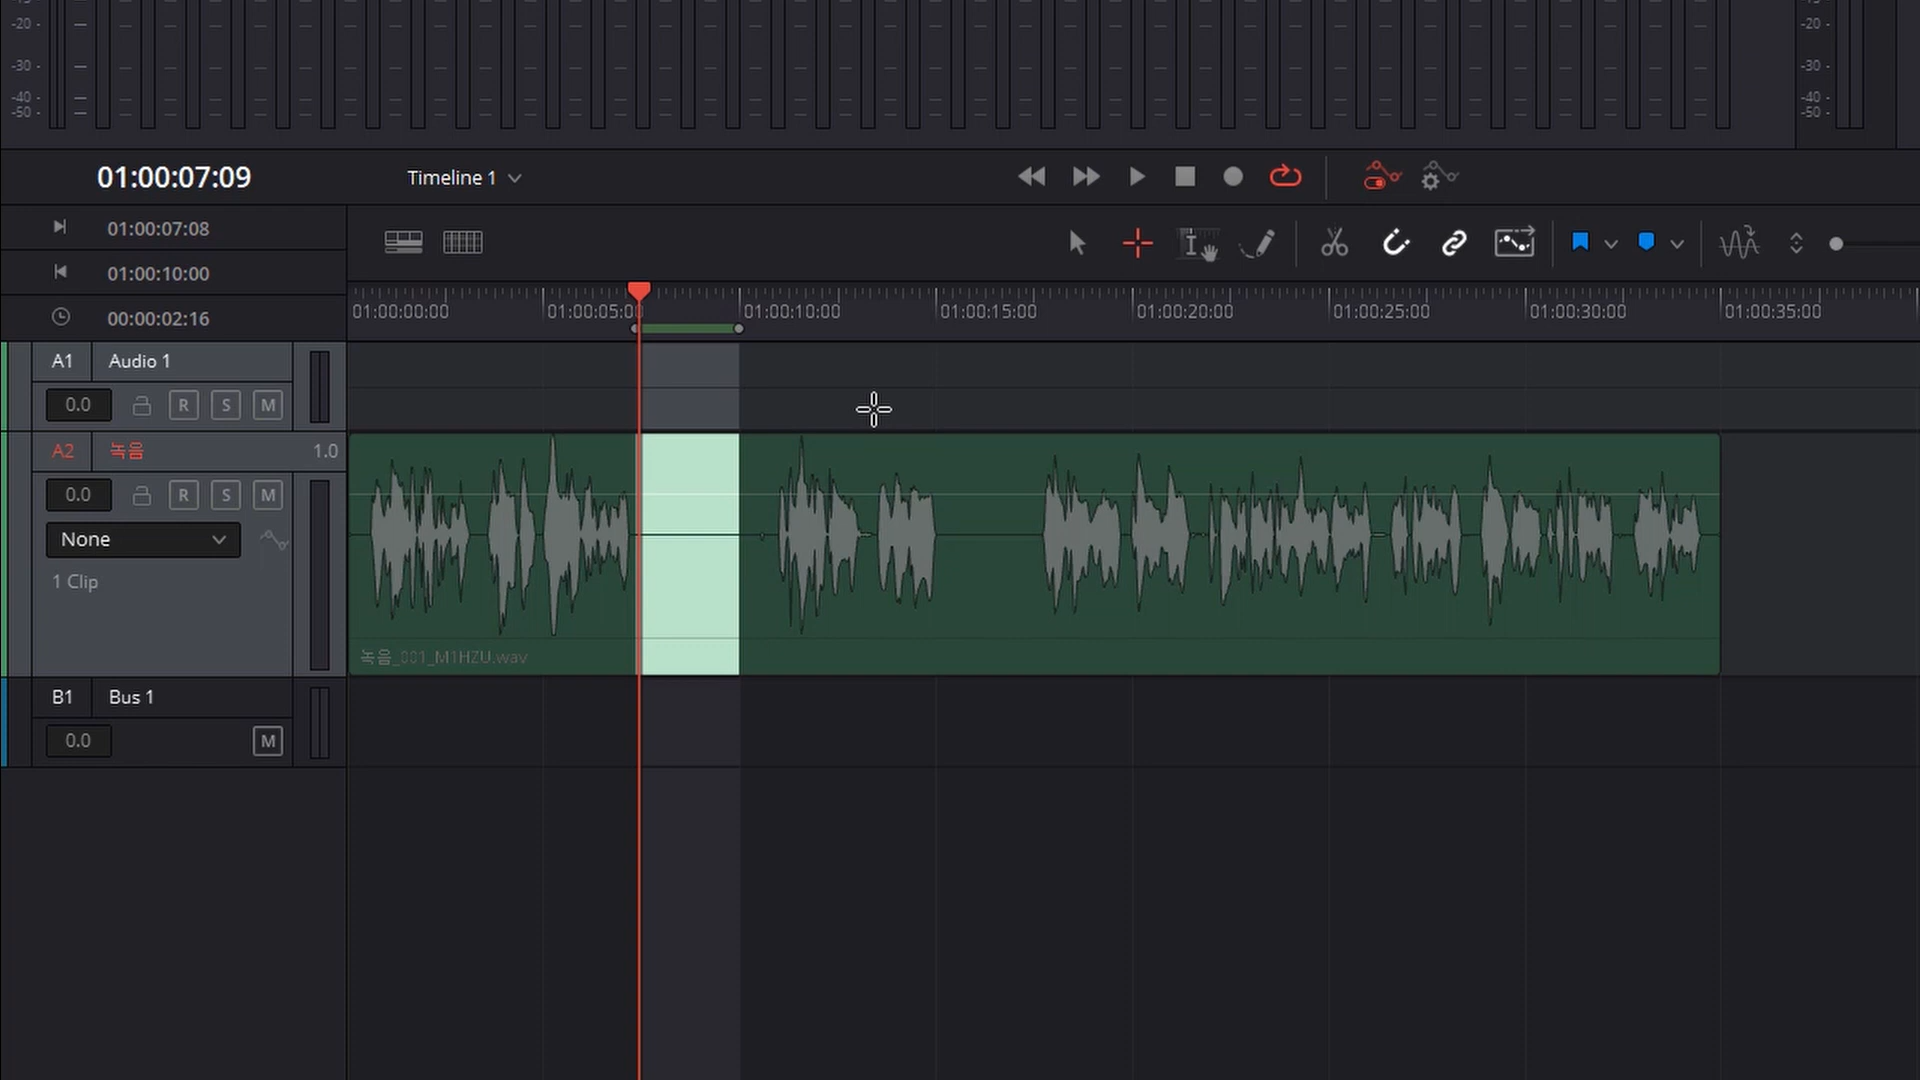 -20 -20
-30 -30
-40 -40
-50 -50
01:00:07:09 Timeline 1
01:00:07:08
01:00:10:00
00:00:02:16
01:00:00:00 01:00:05:00 01:00:10:00 01:00:15:00 01:00:20:00 01:00:25:00 01:00:30:00 01:00:35:00
A1 Audio 1
0.0 R S M
A2 녹음 1.0
0.0 R S M
None
1 Clip
녹음_001_M1HZU.wav
B1 Bus 1
0.0 M